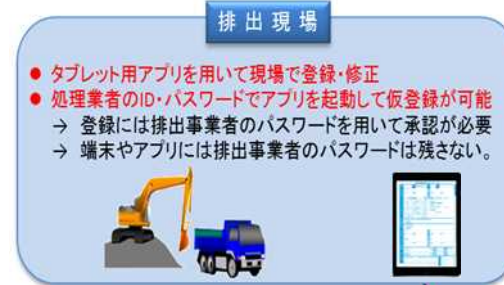 排出現場
● タブレット用アプリを用いて現場で登録・修正
● 処理業者のID・パスワードでアプリを起動して仮登録が可能
→ 登録には排出事業者のパスワードを用いて承認が必要
→ 端末やアプリには排出事業者のパスワードは残さない。